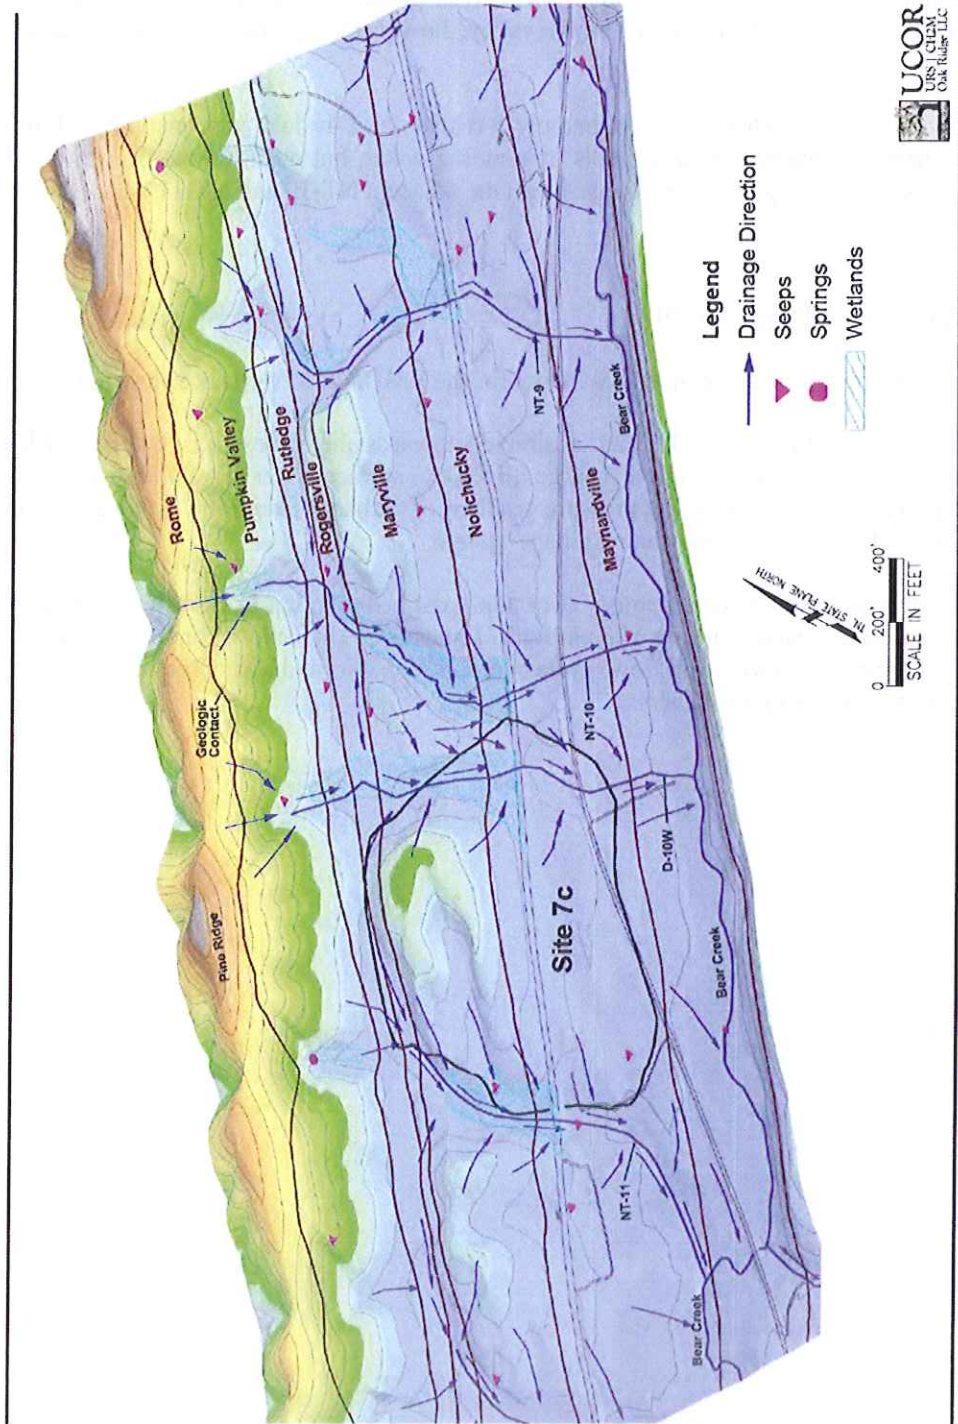 Rome
Pumpkin Valley
Rutledge
Rogersville
Maryville
Nolichucky
Maynardville
Pine Ridge
Geologic
Contact
Site 7c
NT-9
NT-10
D-10W
NT-11
Bear Creek
Bear Creek
Bear Creek
TN. STATE PLANE NORTH
N
0
200'
400'
SCALE IN FEET
Legend
Drainage Direction
Seeps
Springs
Wetlands
UCOR
URS | CH2M
Oak Ridge LLC